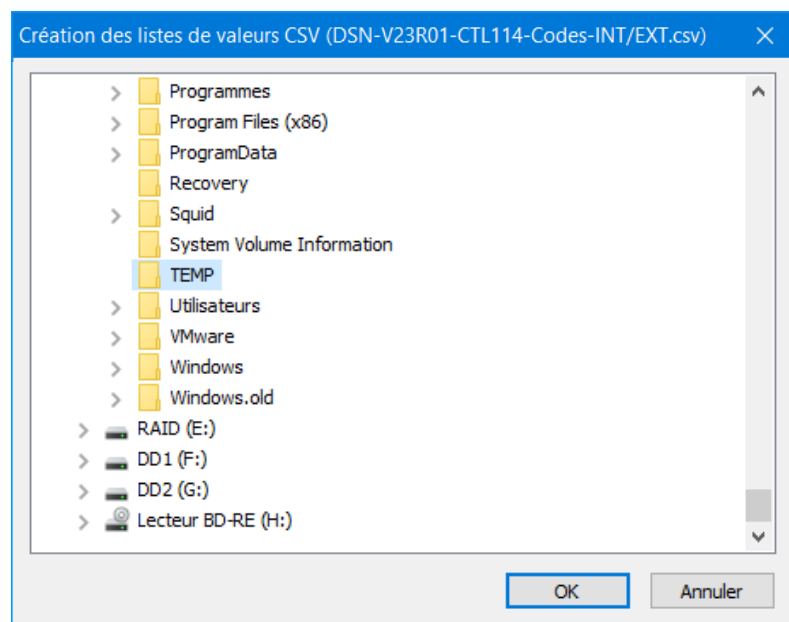 Création des listes de valeurs CSV (DSN-V23R01-CTL114-Codes-INT/EXT.csv)
Programmes
Program Files (x86)
ProgramData
Recovery
Squid
System Volume Information
TEMP
Utilisateurs
VMware
Windows
Windows.old
RAID (E:)
DD1 (F:)
DD2 (G:)
Lecteur BD-RE (H:)
OK Annuler